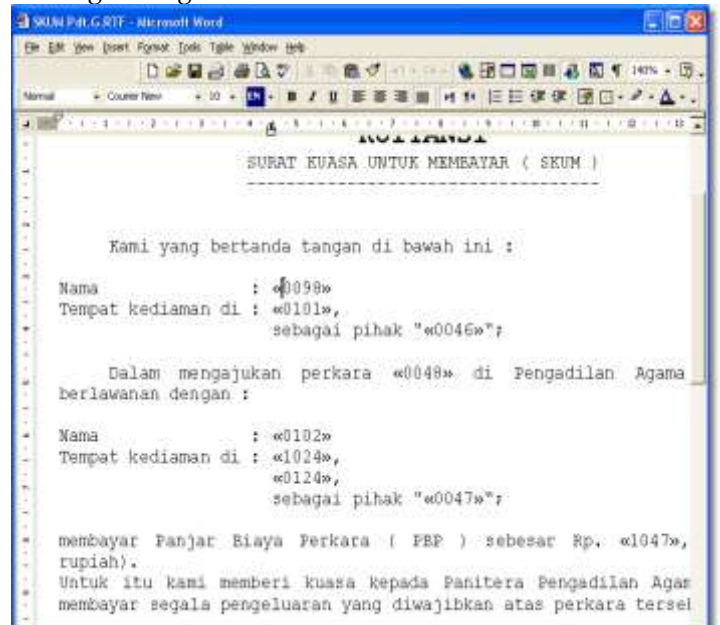 SKUM Pdt.G.RTF - Microsoft Word
File Edit View Insert Format Tools Table Window Help
140%
Normal Courier New 10 B I U
SURAT KUASA UNTUK MEMBAYAR ( SKUM )
------------------------------------
Kami yang bertanda tangan di bawah ini :
Nama : «0098»
Tempat kediaman di : «0101»,
sebagai pihak "«0046»";
Dalam mengajukan perkara «0048» di Pengadilan Agama
berlawanan dengan :
Nama : «0102»
Tempat kediaman di : «1024»,
«0124»,
sebagai pihak "«0047»";
membayar Panjar Biaya Perkara ( PBP ) sebesar Rp. «1047»,
rupiah).
Untuk itu kami memberi kuasa kepada Panitera Pengadilan Agam
membayar segala pengeluaran yang diwajibkan atas perkara terseb